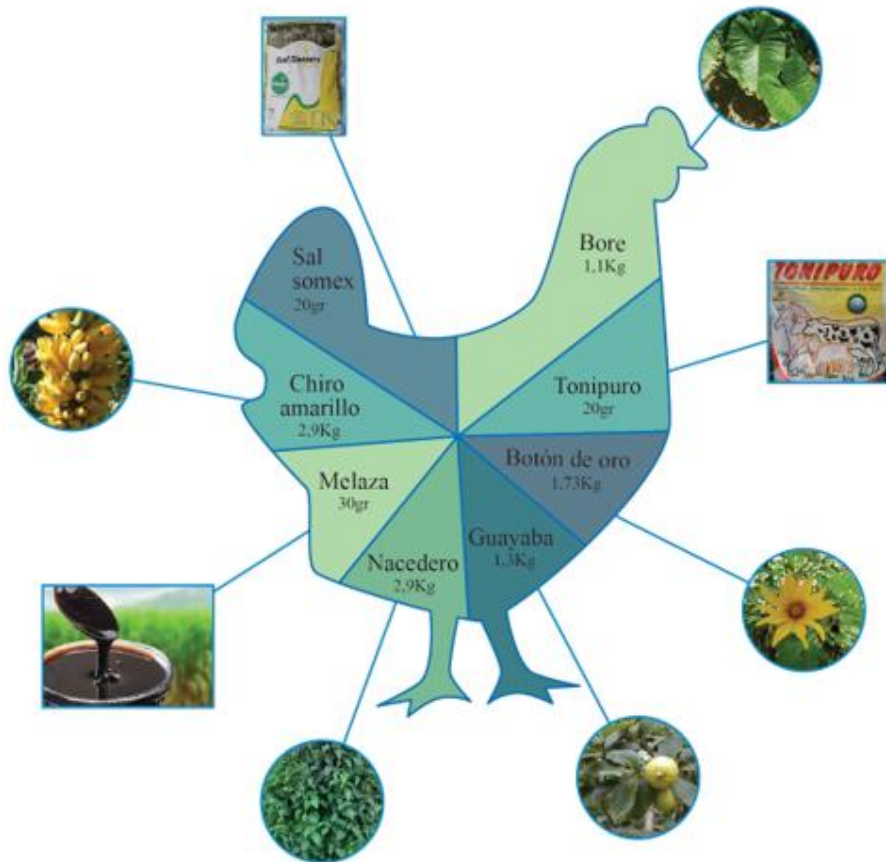 Bore
1,1Kg
Tonipuro
20gr
Botón de oro
1,73Kg
Guayaba
1,3Kg
Nacedero
2,9Kg
Melaza
30gr
Chiro
amarillo
2,9Kg
Sal
somex
20gr
TONIPURO